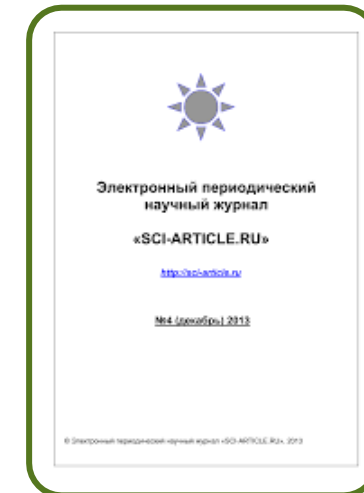 Электронный периодический
научный журнал
«SCI-ARTICLE.RU»
http://sci-article.ru
№4 (декабрь) 2013
© Электронный периодический научный журнал «SCI-ARTICLE.RU», 2013